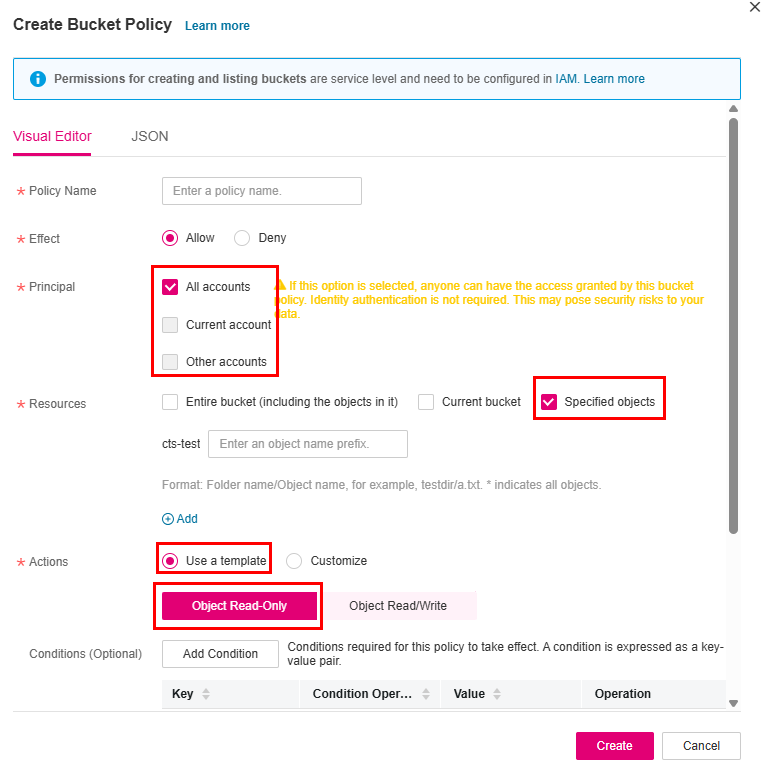 Create Bucket Policy Learn more
Permissions for creating and listing buckets are service level and need to be configured in IAM. Learn more
Visual Editor JSON
* Policy Name Enter a policy name.
* Effect Allow Deny
* Principal All accounts If this option is selected, anyone can have the access granted by this bucket
policy. Identity authentication is not required. This may pose security risks to your
data.
Current account
Other accounts
* Resources Entire bucket (including the objects in it) Current bucket Specified objects
cts-test Enter an object name prefix.
Format: Folder name/Object name, for example, testdir/a.txt. * indicates all objects.
Add
* Actions Use a template Customize
Object Read-Only Object Read/Write
Conditions (Optional) Add Condition Conditions required for this policy to take effect. A condition is expressed as a key-
value pair.
Key Condition Oper... Value Operation
Create Cancel